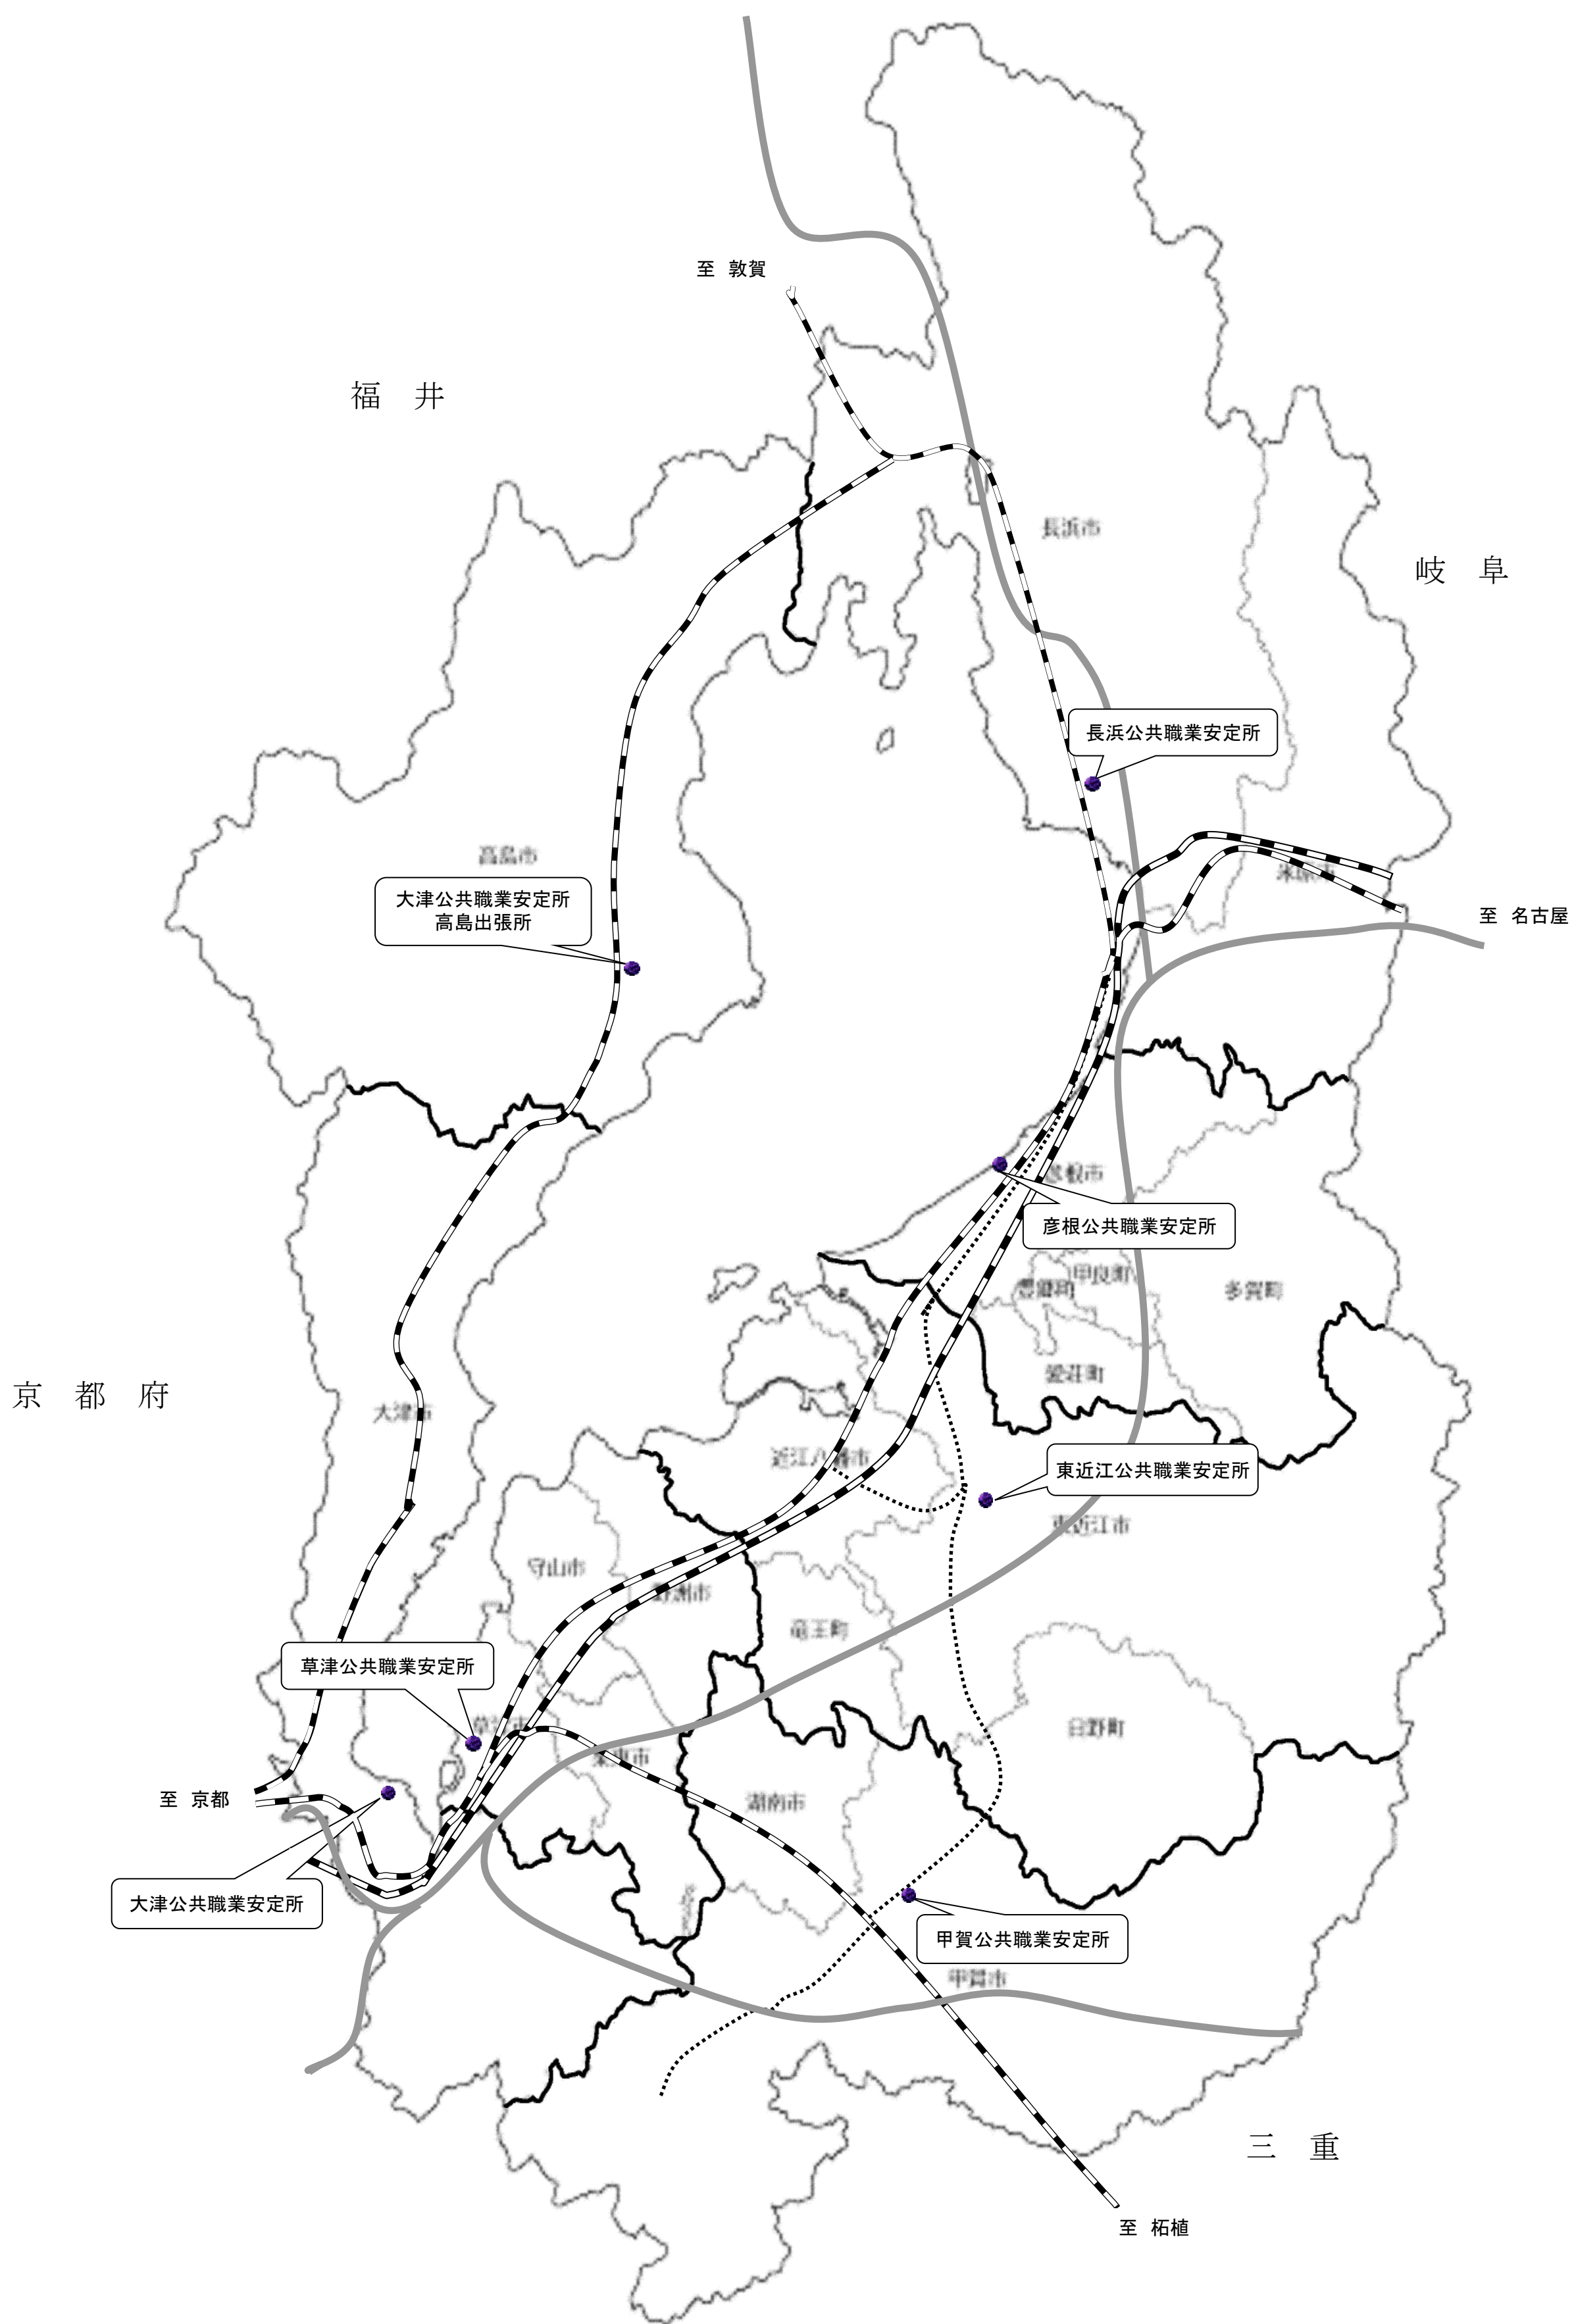 至 敦賀
福 井
長浜市
岐 阜
長浜公共職業安定所
高島市
大津公共職業安定所
高島出張所
米原市
至 名古屋
彦根市
彦根公共職業安定所
甲良町
豊郷町
多賀町
愛荘町
京 都 府
大津市
近江八幡市
東近江公共職業安定所
東近江市
守山市
野洲市
竜王町
草津公共職業安定所
草津市
日野町
栗東市
至 京都
湖南市
大津公共職業安定所
甲賀公共職業安定所
甲賀市
三 重
至 柘植